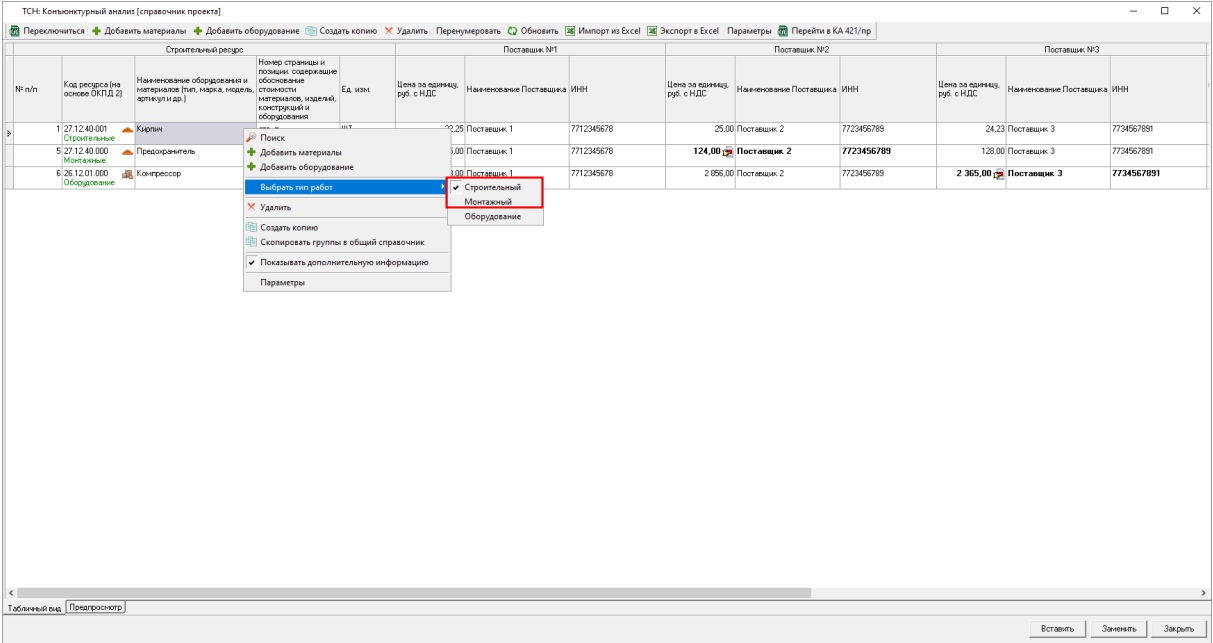 ТСН: Конъюнктурный анализ [справочник проекта]
Переключиться Добавить материалы Добавить оборудование Создать копию Удалить Перенумеровать Обновить Импорт из Excel Экспорт в Excel Параметры Перейти в КА 421/пр
Строительный ресурс Поставщик №1 Поставщик №2 Поставщик №3
№ п/п
Код ресурса (на
основе ОКПД 2)
Наименование оборудования и
материалов (тип, марка, модель,
артикул и др.)
Номер страницы и
позиции, содержащие
обоснование
стоимости
материалов, изделий,
конструкций и
оборудования
Ед. изм.
Цена за единицу,
руб. с НДС
Наименование Поставщика ИНН
Цена за единицу,
руб. с НДС
Наименование Поставщика ИНН
Цена за единицу,
руб. с НДС
Наименование Поставщика ИНН
1 27.12.40-001 Кирпич 22,25 Поставщик 1 7712345678 25,00 Поставщик 2 7723456789 24,23 Поставщик 3 7734567891
Строительные
5 27.12.40.000 Предохранитель ,00 Поставщик 1 7712345678 124,00 Поставщик 2 7723456789 128,00 Поставщик 3 7734567891
Монтажные
6 26.12.01.000 Компрессор ,00 Поставщик 1 7712345678 2 856,00 Поставщик 2 7723456789 2 365,00 Поставщик 3 7734567891
Оборудование
Поиск
Добавить материалы
Добавить оборудование
Выбрать тип работ
Удалить
Создать копию
Скопировать группы в общий справочник
Показывать дополнительную информацию
Параметры
Строительный
Монтажный
Оборудование
Табличный вид Предпросмотр
Вставить Заменить Закрыть